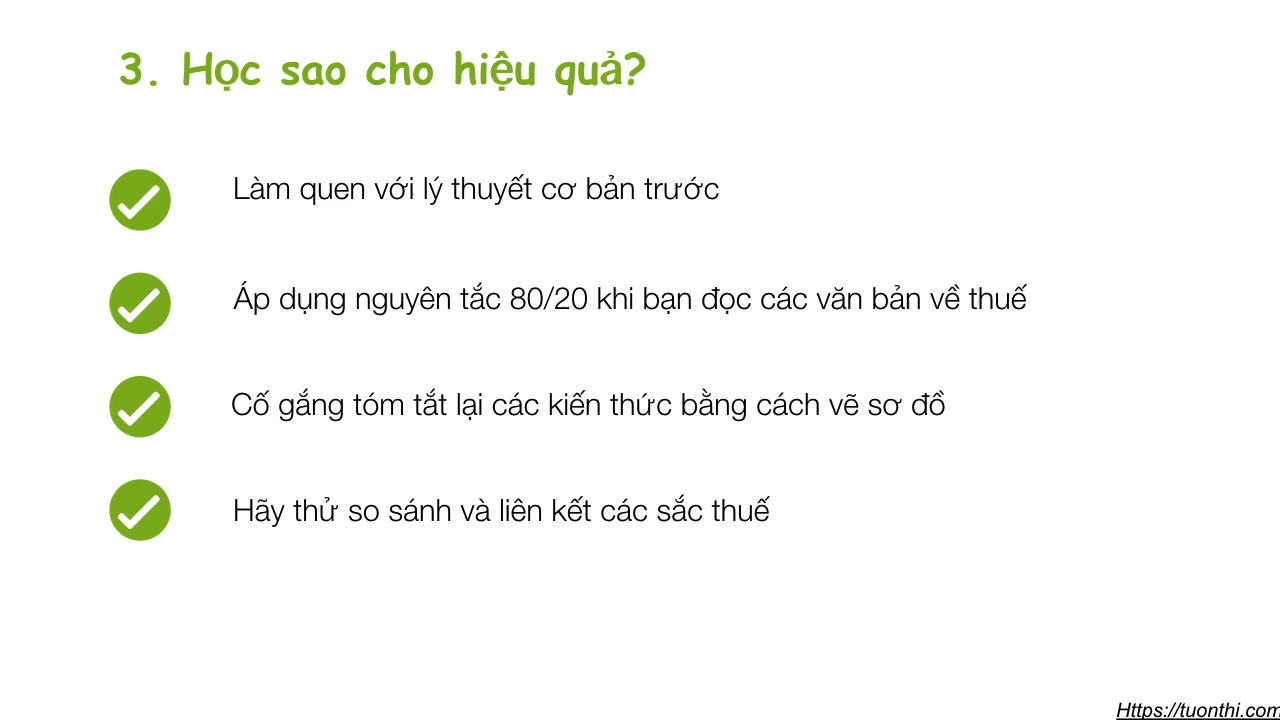 3. Học sao cho hiệu quả?
Làm quen với lý thuyết cơ bản trước
Áp dụng nguyên tắc 80/20 khi bạn đọc các văn bản về thuế
Cố gắng tóm tắt lại các kiến thức bằng cách vẽ sơ đồ
Hãy thử so sánh và liên kết các sắc thuế
Https://tuonthi.com